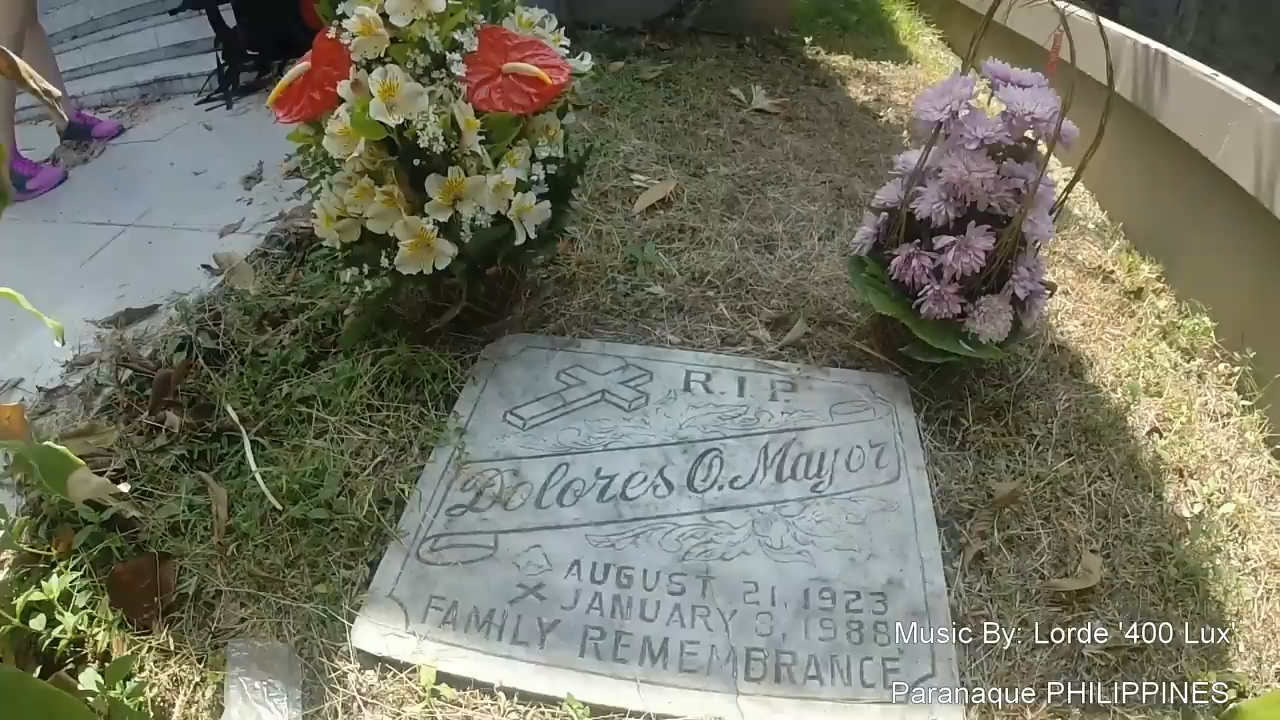 R.I.P.
Dolores O. Mayor
AUGUST 21, 1923
JANUARY 8, 1988
FAMILY REMEMBRANCE
Music By: Lorde '400 Lux'
Paranaque PHILIPPINES